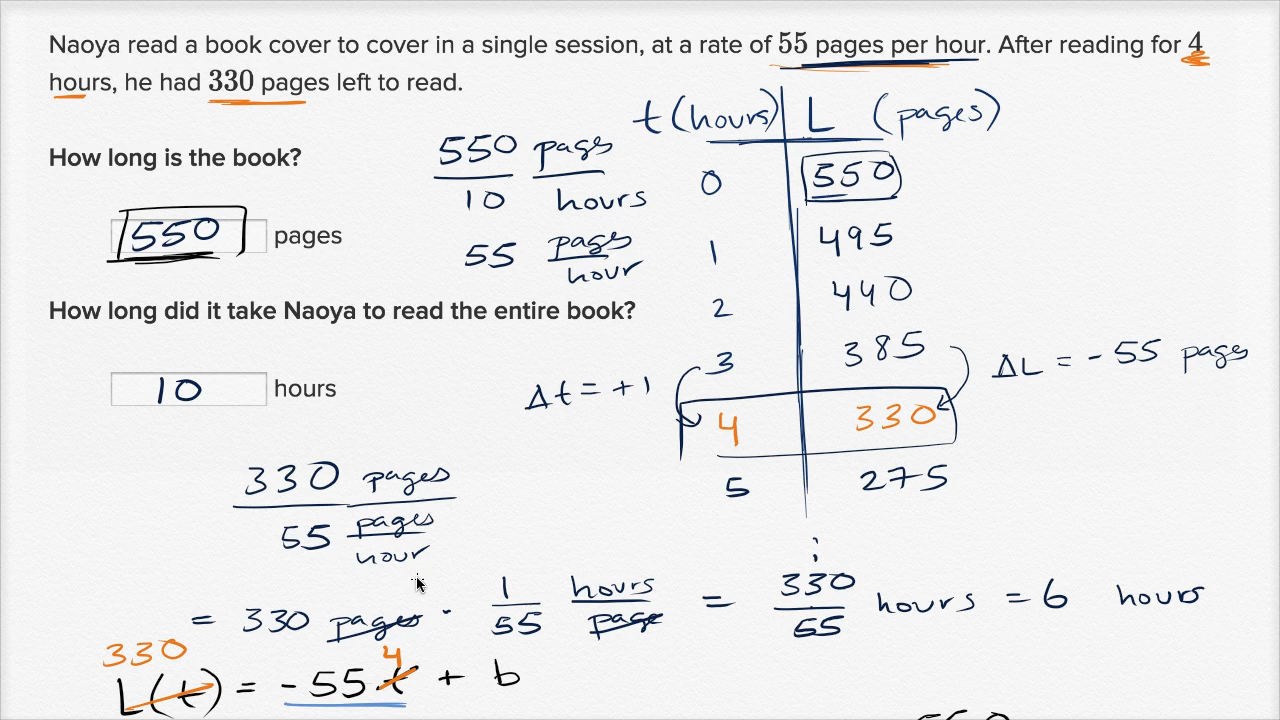 Naoya read a book cover to cover in a single session, at a rate of 55 pages per hour. After reading for 4
hours, he had 330 pages left to read.
t (hours) L (pages)
How long is the book?
550 pages
10 hours
0 550
550 pages
55 pages
hour
1 495
2 440
How long did it take Naoya to read the entire book?
3 385
ΔL = -55 pages
10 hours
Δt = +1
4 330
5 275
330 pages
55 pages
hour
= 330 pages · 1 hours = 330 hours = 6 hours
55 page 55
330 4
L(t) = -55t + b
550